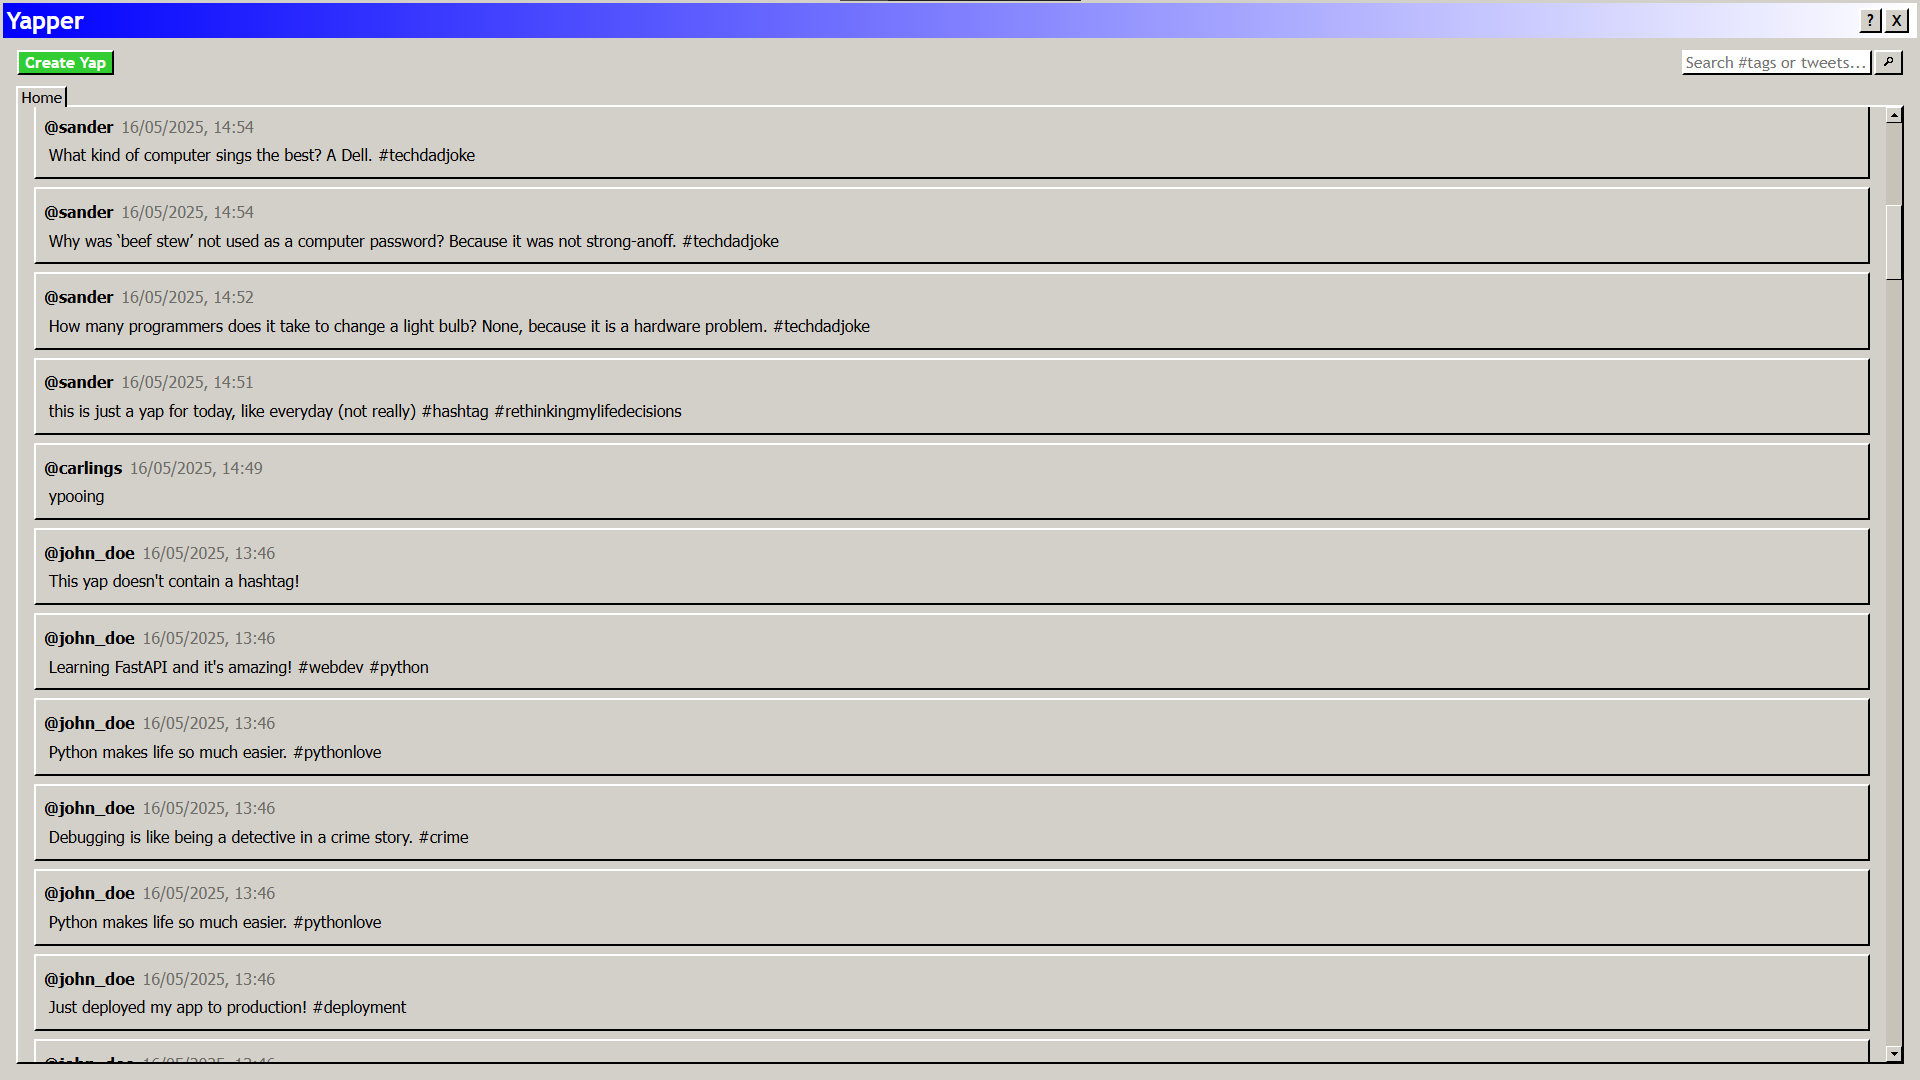 Yapper
? X
Create Yap
Search #tags or tweets...
Home
@sander 16/05/2025, 14:54
What kind of computer sings the best? A Dell. #techdadjoke
@sander 16/05/2025, 14:54
Why was ‘beef stew’ not used as a computer password? Because it was not strong-anoff. #techdadjoke
@sander 16/05/2025, 14:52
How many programmers does it take to change a light bulb? None, because it is a hardware problem. #techdadjoke
@sander 16/05/2025, 14:51
this is just a yap for today, like everyday (not really) #hashtag #rethinkingmylifedecisions
@carlings 16/05/2025, 14:49
ypooing
@john_doe 16/05/2025, 13:46
This yap doesn't contain a hashtag!
@john_doe 16/05/2025, 13:46
Learning FastAPI and it's amazing! #webdev #python
@john_doe 16/05/2025, 13:46
Python makes life so much easier. #pythonlove
@john_doe 16/05/2025, 13:46
Debugging is like being a detective in a crime story. #crime
@john_doe 16/05/2025, 13:46
Python makes life so much easier. #pythonlove
@john_doe 16/05/2025, 13:46
Just deployed my app to production! #deployment
@john_doe 16/05/2025, 13:46